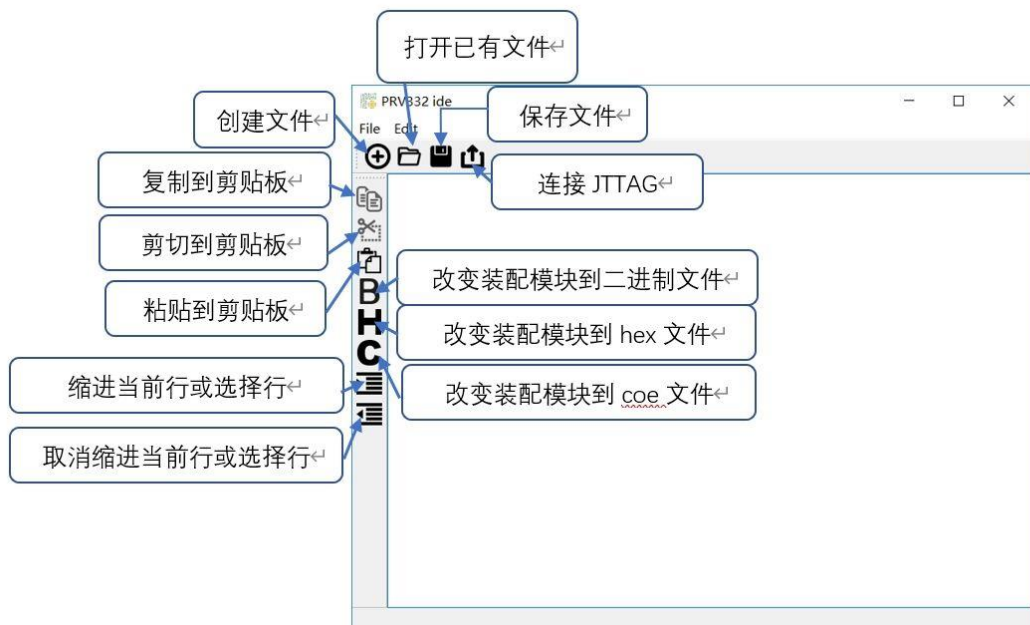 打开已有文件↵
PRV332 ide
创建文件↵
保存文件↵
File Edit
连接 JTTAG↵
复制到剪贴板↵
剪切到剪贴板↵
粘贴到剪贴板↵
B
改变装配模块到二进制文件↵
H
改变装配模块到 hex 文件↵
C
改变装配模块到 coe 文件↵
缩进当前行或选择行↵
取消缩进当前行或选择行↵